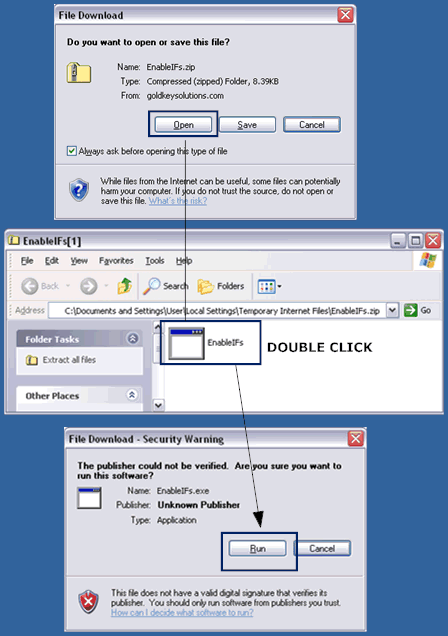 File Download
Do you want to open or save this file?
Name: EnableIFs.zip
Type: Compressed (zipped) Folder, 8.39KB
From: goldkeysolutions.com
Open Save Cancel
Always ask before opening this type of file
While files from the Internet can be useful, some files can potentially
harm your computer. If you do not trust the source, do not open or
save this file. What's the risk?
EnableIFs[1]
File Edit View Favorites Tools Help
Back Search Folders
Address C:\Documents and Settings\User\Local Settings\Temporary Internet Files\EnableIFs.zip Go
Folder Tasks
Extract all files
Other Places
EnableIFs
DOUBLE CLICK
File Download - Security Warning
The publisher could not be verified. Are you sure you want to
run this software?
Name: EnableIFs.exe
Publisher: Unknown Publisher
Type: Application
Run Cancel
This file does not have a valid digital signature that verifies its
publisher. You should only run software from publishers you trust.
How can I decide what software to run?